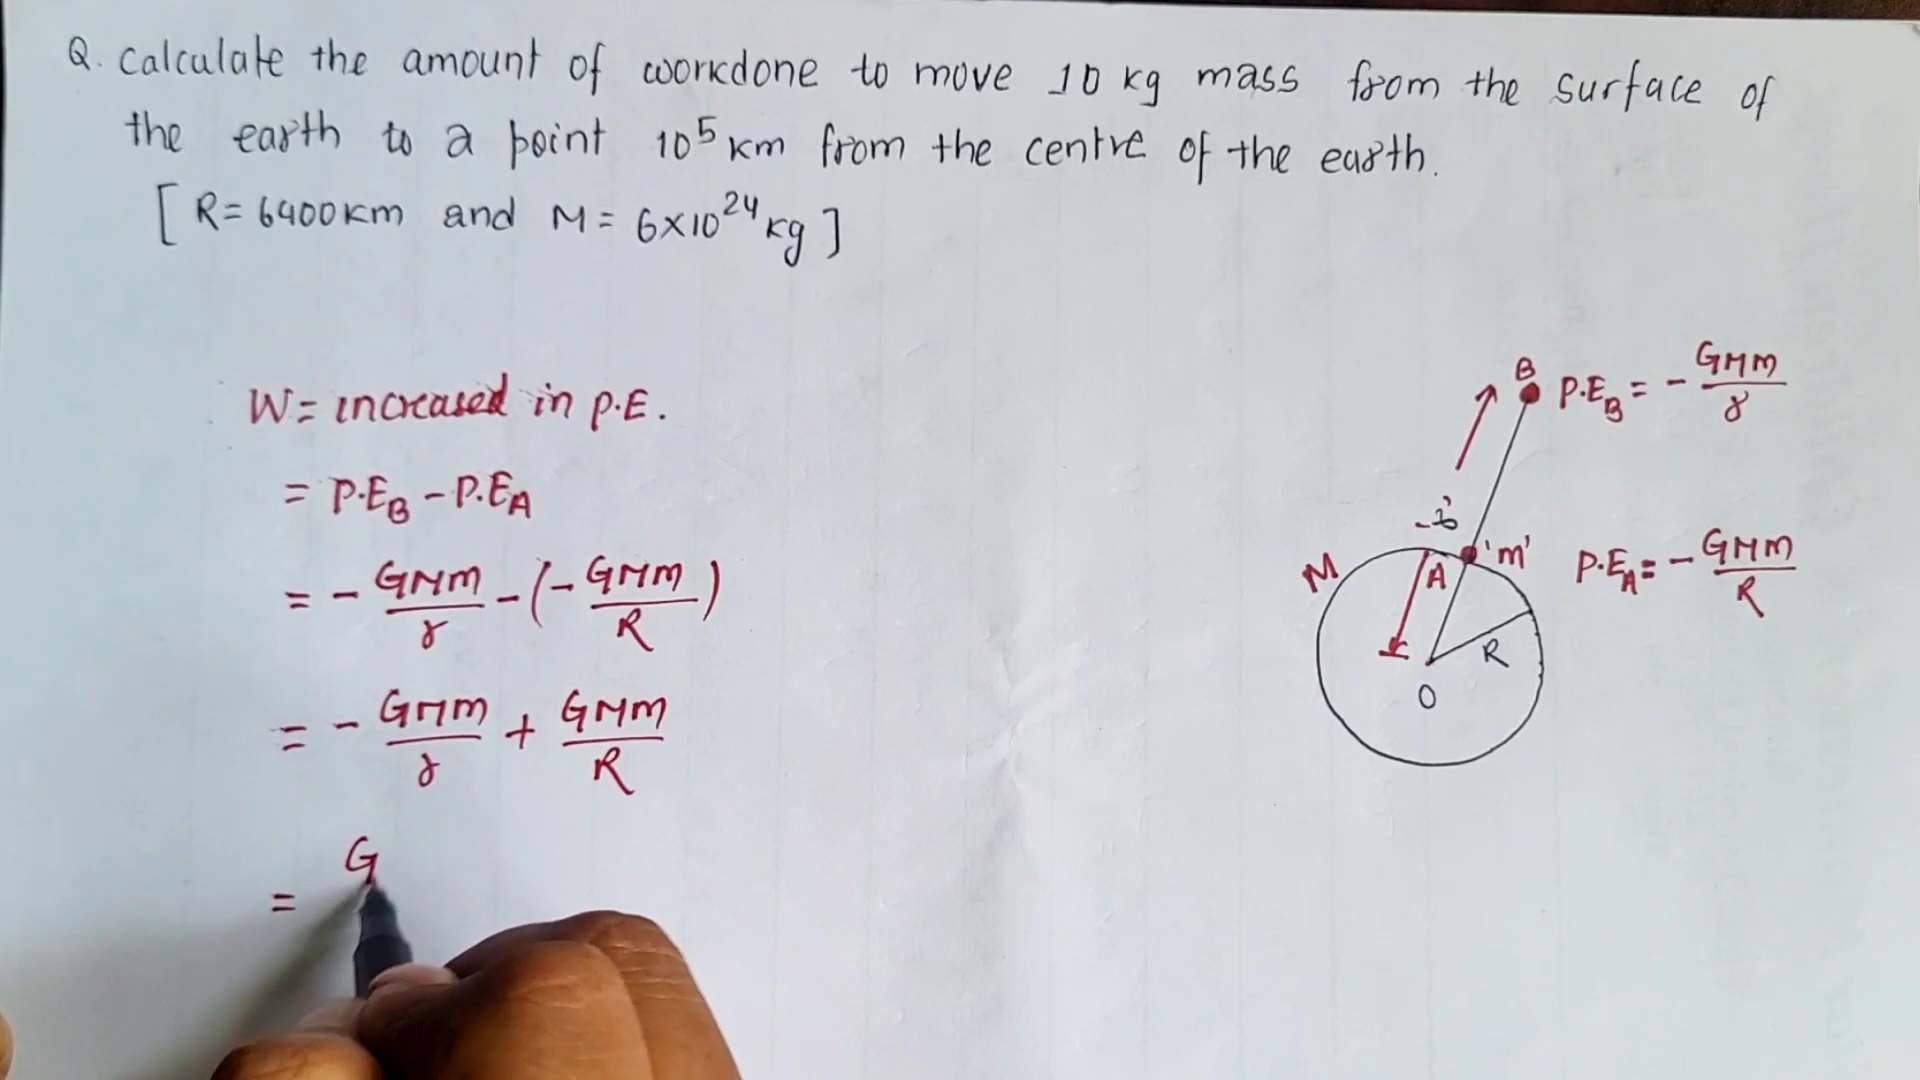 Q. Calculate the amount of workdone to move 10 kg mass from the surface of
the earth to a point 10⁵ km from the centre of the earth.
[ R= 6400 km and M = 6×10²⁴ kg ]
W= increased in P.E.
= P.E_B - P.E_A
= - GMm/r - (- GMm/R)
= - GMm/r + GMm/R
= G
B P.E_B = - GMm/r
M A 'm' P.E_A = - GMm/R
R
O